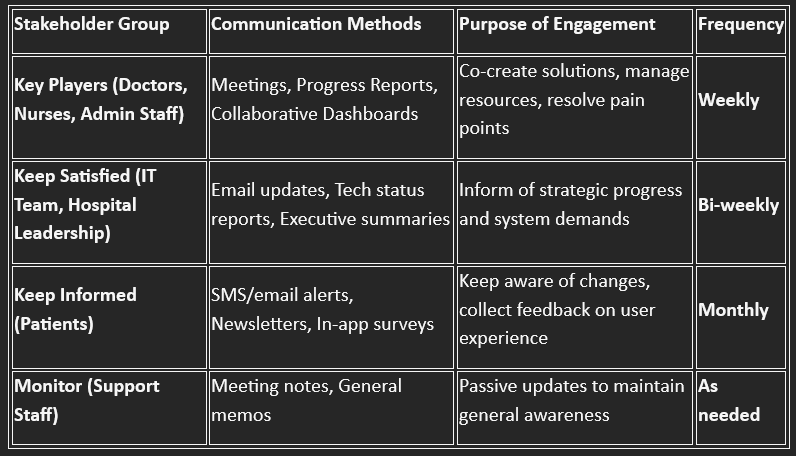 Stakeholder Group Communication Methods Purpose of Engagement Frequency
Key Players (Doctors,
Nurses, Admin Staff)
Meetings, Progress Reports,
Collaborative Dashboards
Co-create solutions, manage
resources, resolve pain
points
Weekly
Keep Satisfied (IT
Team, Hospital
Leadership)
Email updates, Tech status
reports, Executive summaries
Inform of strategic progress
and system demands
Bi-weekly
Keep Informed
(Patients)
SMS/email alerts,
Newsletters, In-app surveys
Keep aware of changes,
collect feedback on user
experience
Monthly
Monitor (Support
Staff)
Meeting notes, General
memos
Passive updates to maintain
general awareness
As
needed